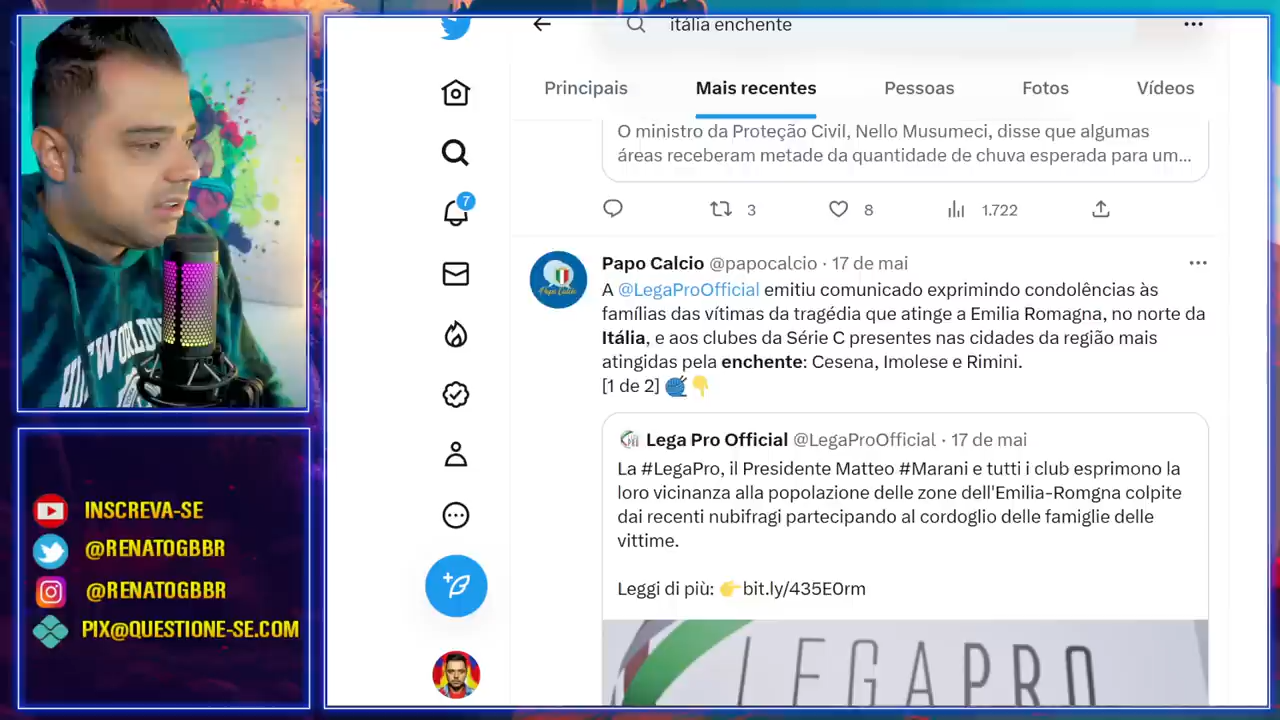 itália enchente
Principais
Mais recentes
Pessoas
Fotos
Vídeos
O ministro da Proteção Civil, Nello Musumeci, disse que algumas
áreas receberam metade da quantidade de chuva esperada para um...
3
8
1.722
7
Papo Calcio @papocalcio · 17 de mai
A @LegaProOfficial emitiu comunicado exprimindo condolências às
famílias das vítimas da tragédia que atinge a Emilia Romagna, no norte da
Itália, e aos clubes da Série C presentes nas cidades da região mais
atingidas pela enchente: Cesena, Imolese e Rimini.
[1 de 2] 🧶👇
Papo Calcio
Lega Pro Official @LegaProOfficial · 17 de mai
La #LegaPro, il Presidente Matteo #Marani e tutti i club esprimono la
loro vicinanza alla popolazione delle zone dell'Emilia-Romgna colpite
dai recenti nubifragi partecipando al cordoglio delle famiglie delle
vittime.
Leggi di più: 👉bit.ly/435E0rm
LEGAPRO
INSCREVA-SE
@RENATOGBBR
@RENATOGBBR
PIX@QUESTIONE-SE.COM